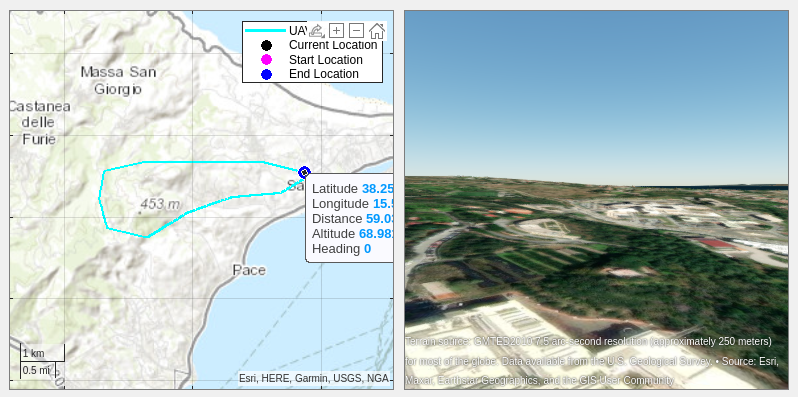 UAV
Current Location
Start Location
End Location
Massa San
Giorgio
Castanea
delle
Furie
453 m
Latitude 38.25
Longitude 15.5
Distance 59.03
Altitude 68.98
Heading 0
Pace
1 km
0.5 mi
Esri, HERE, Garmin, USGS, NGA
Terrain source: GMTED2010 7.5 arc-second resolution (approximately 250 meters)
for most of the globe. Data available from the U.S. Geological Survey. • Source: Esri,
Maxar, Earthstar Geographics, and the GIS User Community